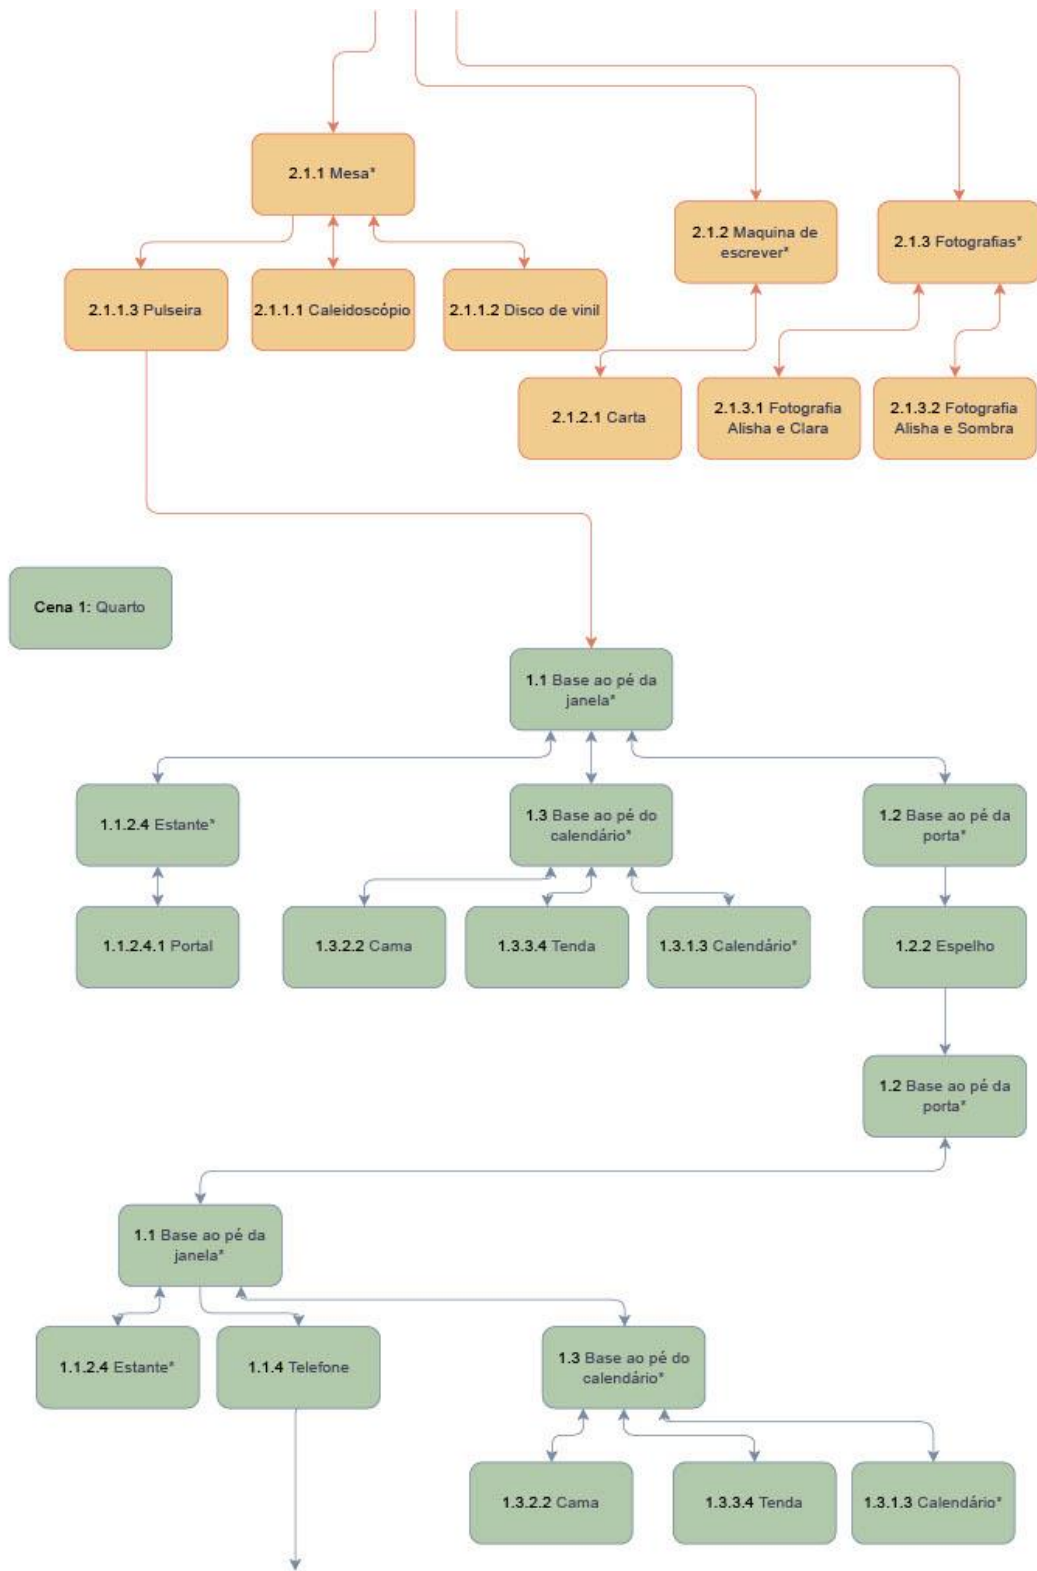 2.1.1 Mesa*
2.1.2 Maquina de
escrever*
2.1.3 Fotografias*
2.1.1.3 Pulseira
2.1.1.1 Caleidoscópio
2.1.1.2 Disco de vinil
2.1.2.1 Carta
2.1.3.1 Fotografia
Alisha e Clara
2.1.3.2 Fotografia
Alisha e Sombra
Cena 1: Quarto
1.1 Base ao pé da
janela*
1.1.2.4 Estante*
1.3 Base ao pé do
calendário*
1.2 Base ao pé da
porta*
1.1.2.4.1 Portal
1.3.2.2 Cama
1.3.3.4 Tenda
1.3.1.3 Calendário*
1.2.2 Espelho
1.2 Base ao pé da
porta*
1.1 Base ao pé da
janela*
1.1.2.4 Estante*
1.1.4 Telefone
1.3 Base ao pé do
calendário*
1.3.2.2 Cama
1.3.3.4 Tenda
1.3.1.3 Calendário*